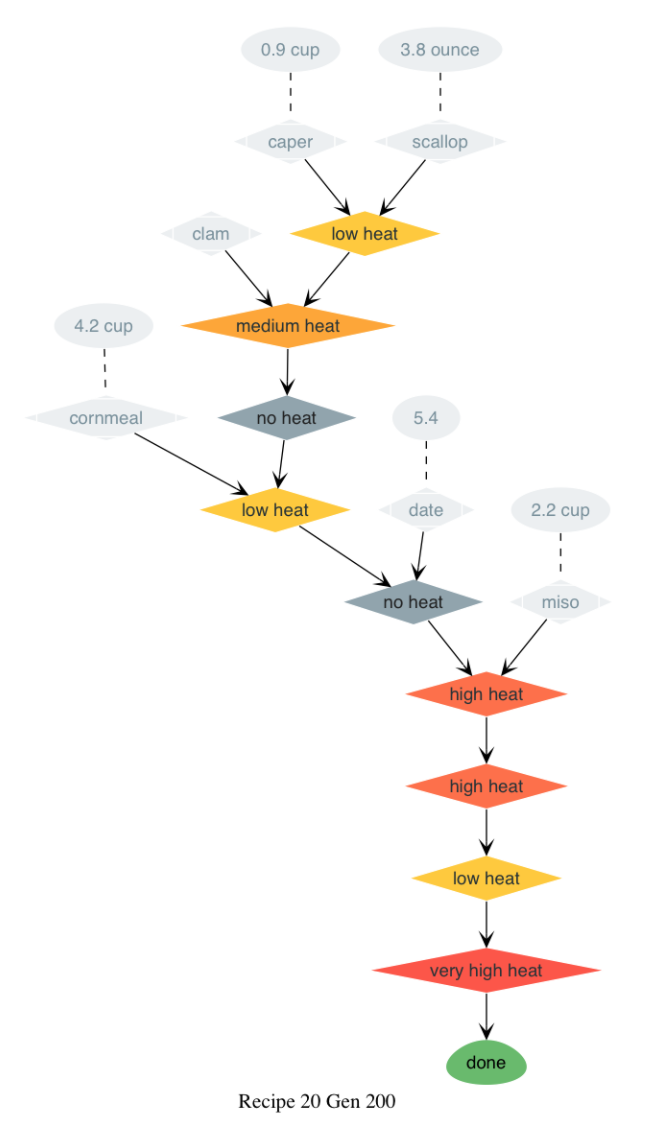 0.9 cup
3.8 ounce
caper
scallop
clam
low heat
4.2 cup
medium heat
cornmeal
no heat
5.4
low heat
date
2.2 cup
no heat
miso
high heat
high heat
low heat
very high heat
done
Recipe 20 Gen 200